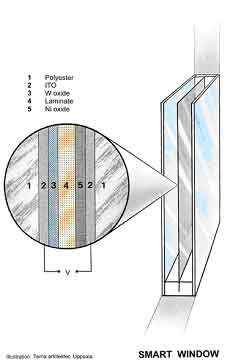 1 Polyester
2 ITO
3 W oxide
4 Laminate
5 Ni oxide
1 2 3 4 5 2 1
V
Illustration: Tema arkitekter, Uppsala.
SMART WINDOW